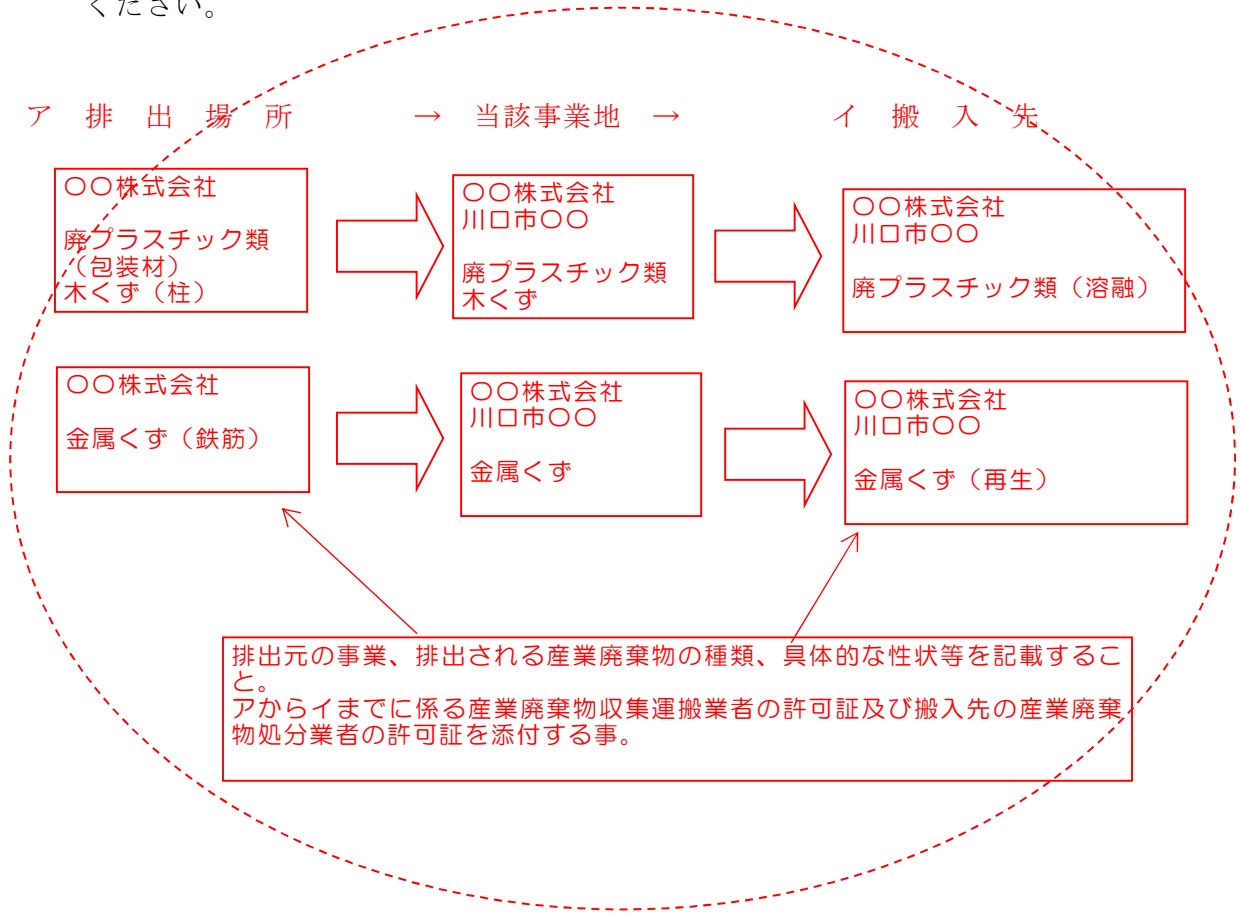 ください。
ア 排 出 場 所 → 当該事業地 → イ 搬 入 先
〇〇株式会社
廃プラスチック類
（包装材）
木くず（柱）
〇〇株式会社
川口市〇〇
廃プラスチック類
木くず
〇〇株式会社
川口市〇〇
廃プラスチック類（溶融）
〇〇株式会社
金属くず（鉄筋）
〇〇株式会社
川口市〇〇
金属くず
〇〇株式会社
川口市〇〇
金属くず（再生）
排出元の事業、排出される産業廃棄物の種類、具体的な性状等を記載するこ
と。
アからイまでに係る産業廃棄物収集運搬業者の許可証及び搬入先の産業廃棄
物処分業者の許可証を添付する事。